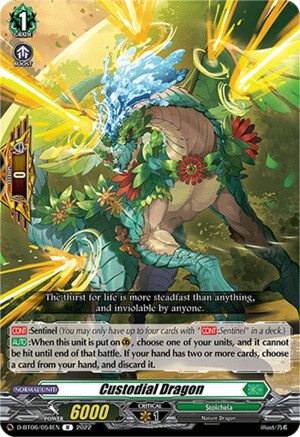 1
GRADE
BOOST
0
The thirst for life is more steadfast than anything,
and inviolable by anyone.
CONT:Sentinel (You may only have up to four cards with "CONT:Sentinel" in a deck.)
AUTO:When this unit is put on GC, choose one of your units, and it cannot
be hit until end of that battle. If your hand has two or more cards, choose
a card from your hand, and discard it.
NORMAL UNIT
Custodial Dragon
POWER 6000
CRITICAL
1
Stoicheia
Nature Dragon
D-BT06/054EN R 2022